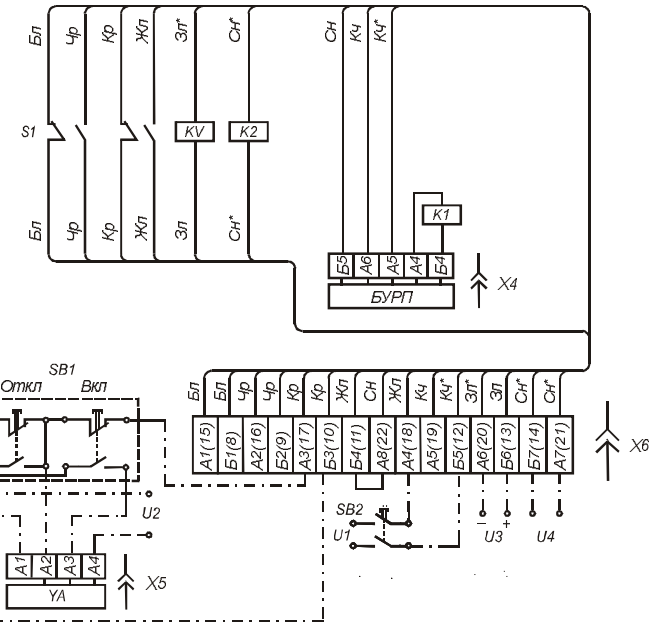 Бл Чр Кр Жл Зл* Сн* Сн Кч Кч*
S1 KV K2
Бл Чр Кр Жл Зл Сн*
K1
Б5 А6 А5 А4 Б4
X4
БУРП
SB1
Откл Вкл
Бл Бл Чр Чр Кр Кр Жл Сн Жл Кч Кч* Зл* Зл Сн* Сн*
А1(15) Б1(8) А2(16) Б2(9) А3(17) Б3(10) Б4(11) А8(22) А4(18) А5(19) Б5(12) А6(20) Б6(13) Б7(14) А7(21)
X6
U2 SB2
U1 – + U3 U4
А1 А2 А3 А4
X5
YA